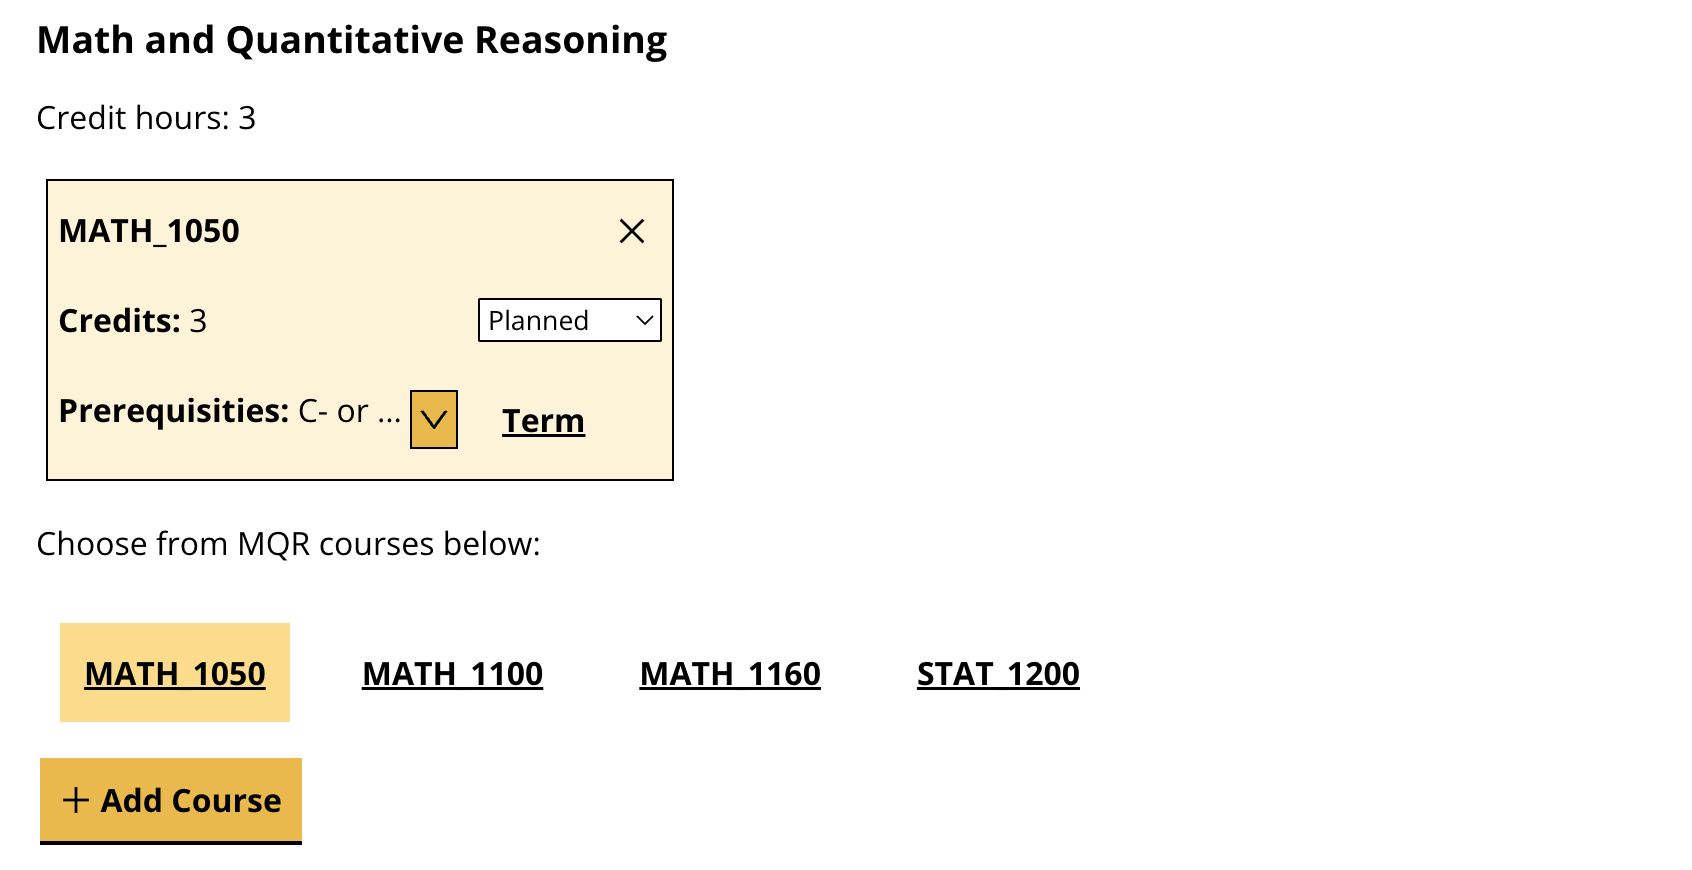 Math and Quantitative Reasoning
Credit hours: 3
MATH_1050
Credits: 3
Planned
Prerequisities: C- or ...
Term
Choose from MQR courses below:
MATH_1050 MATH_1100 MATH_1160 STAT_1200
+ Add Course